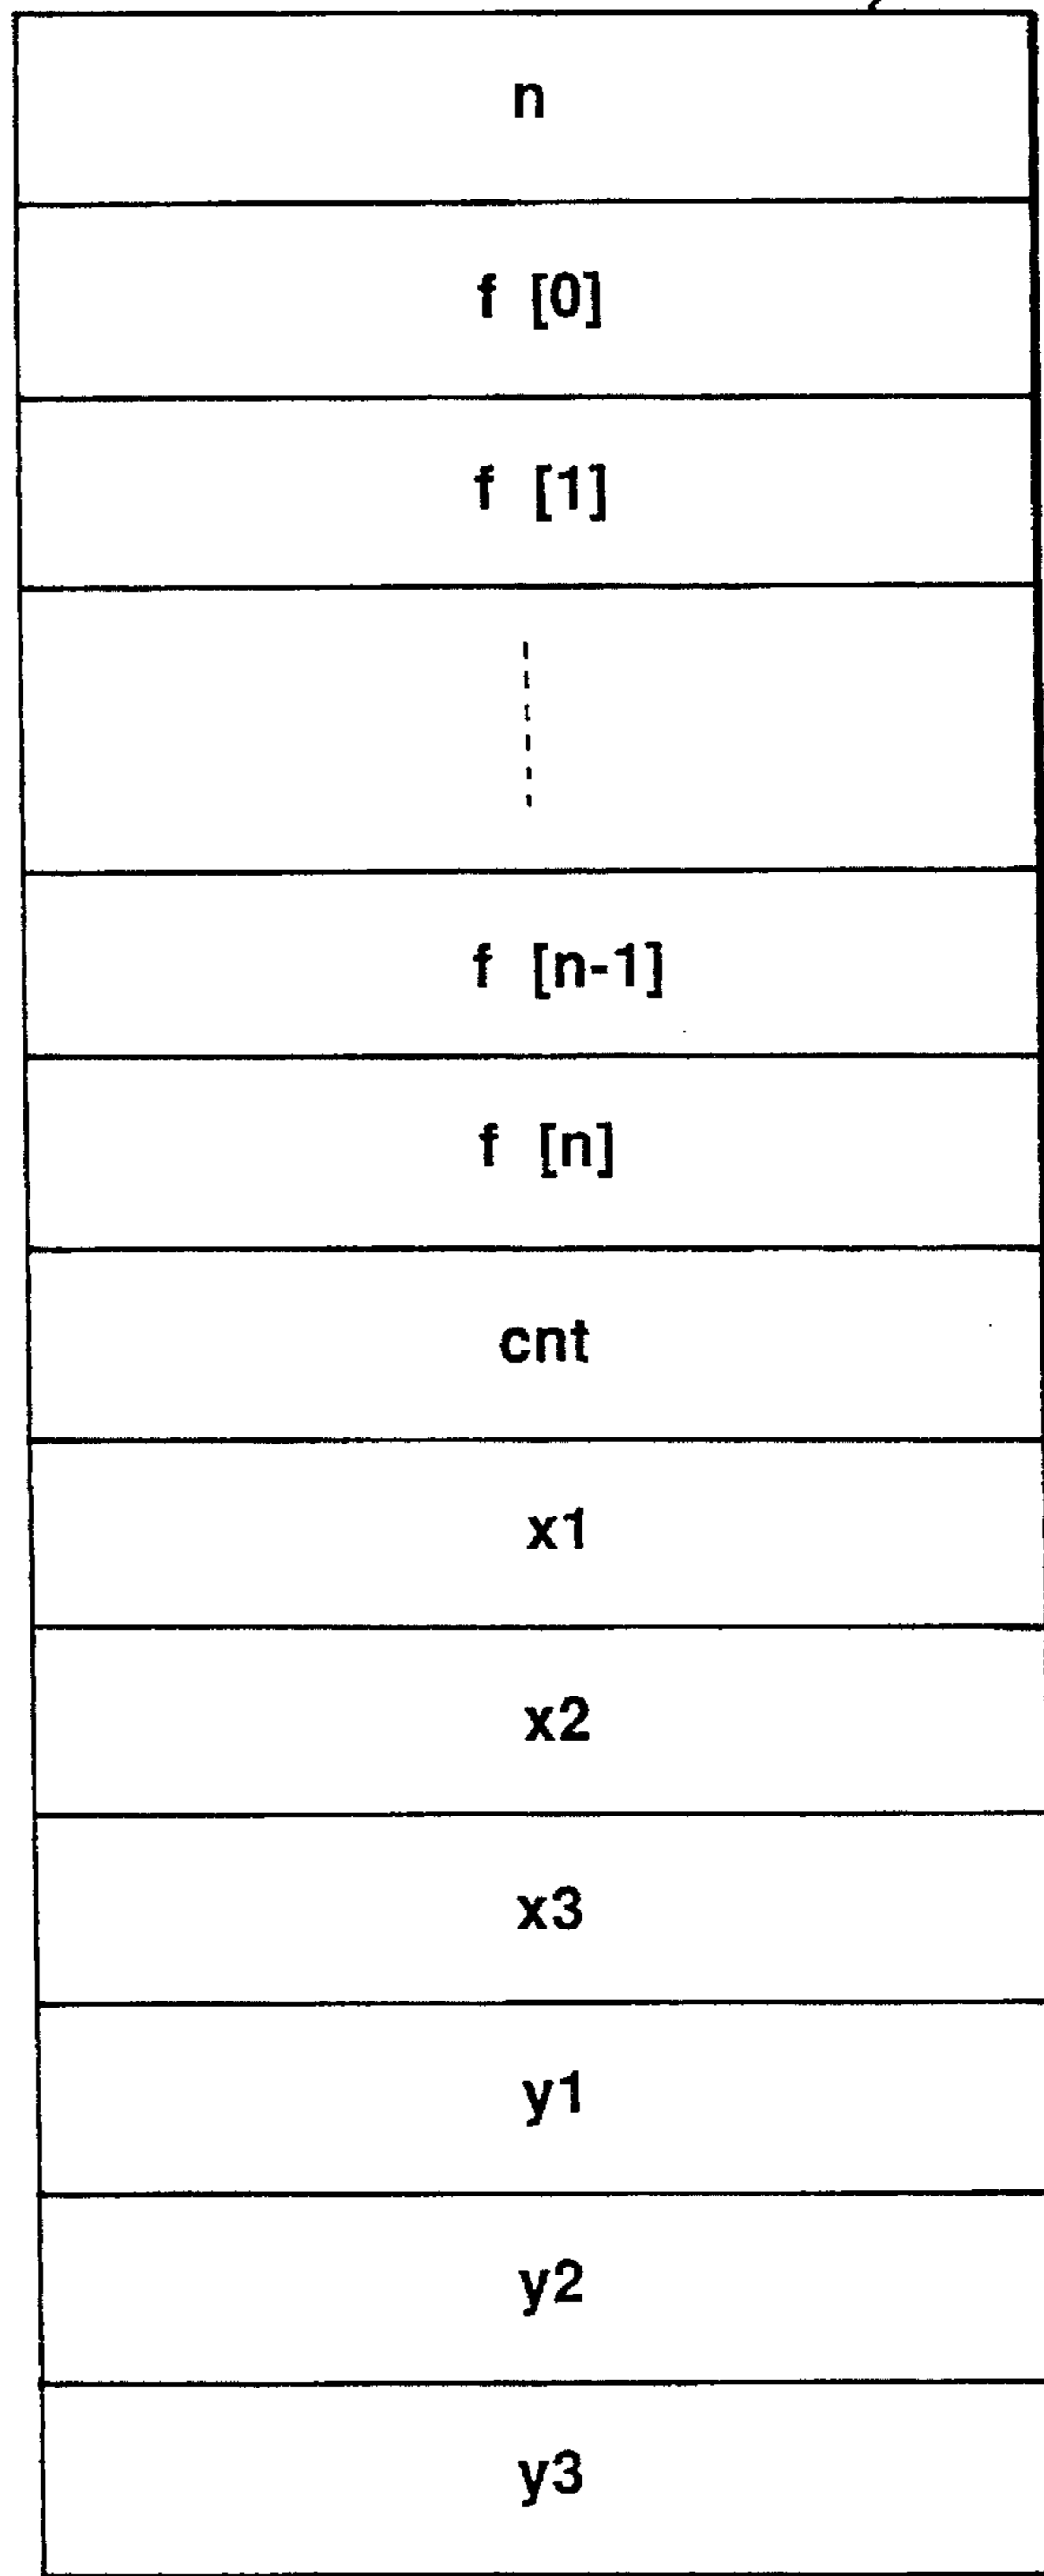 n
f [0]
f [1]
f [n-1]
f [n]
cnt
x1
x2
x3
y1
y2
y3